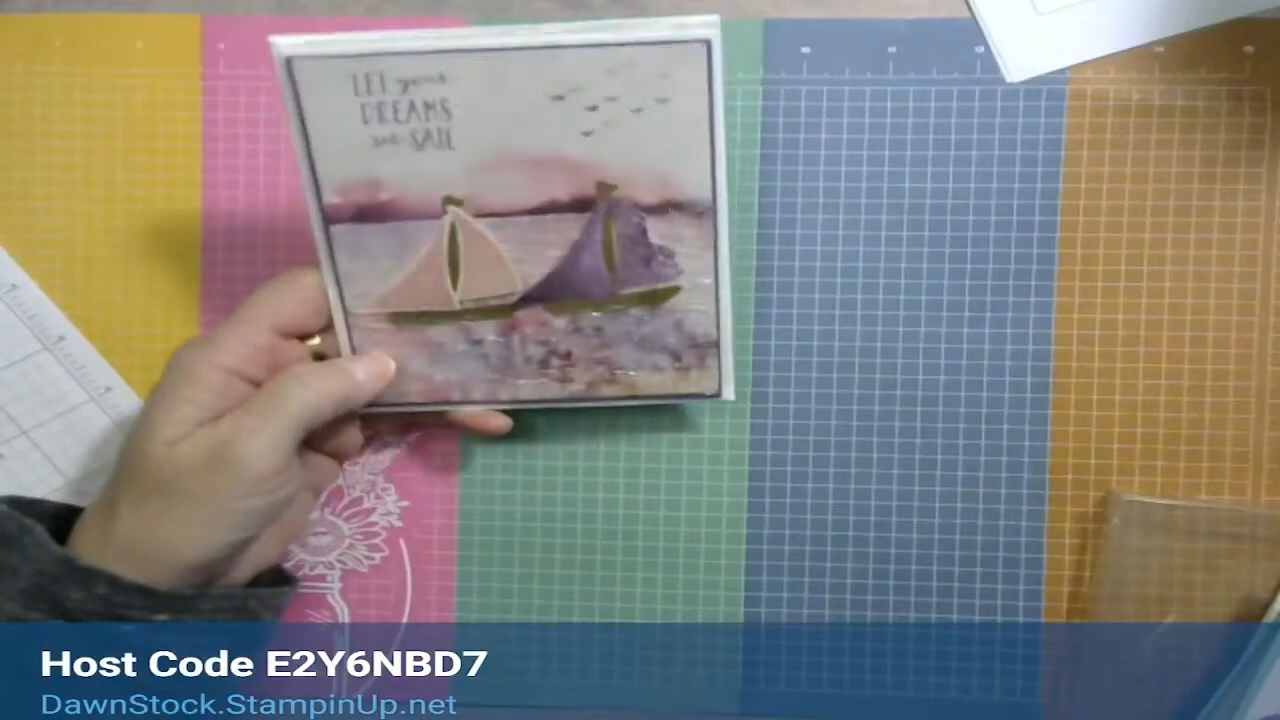 LET your
DREAMS
set SAIL
Host Code E2Y6NBD7
DawnStock.StampinUp.net